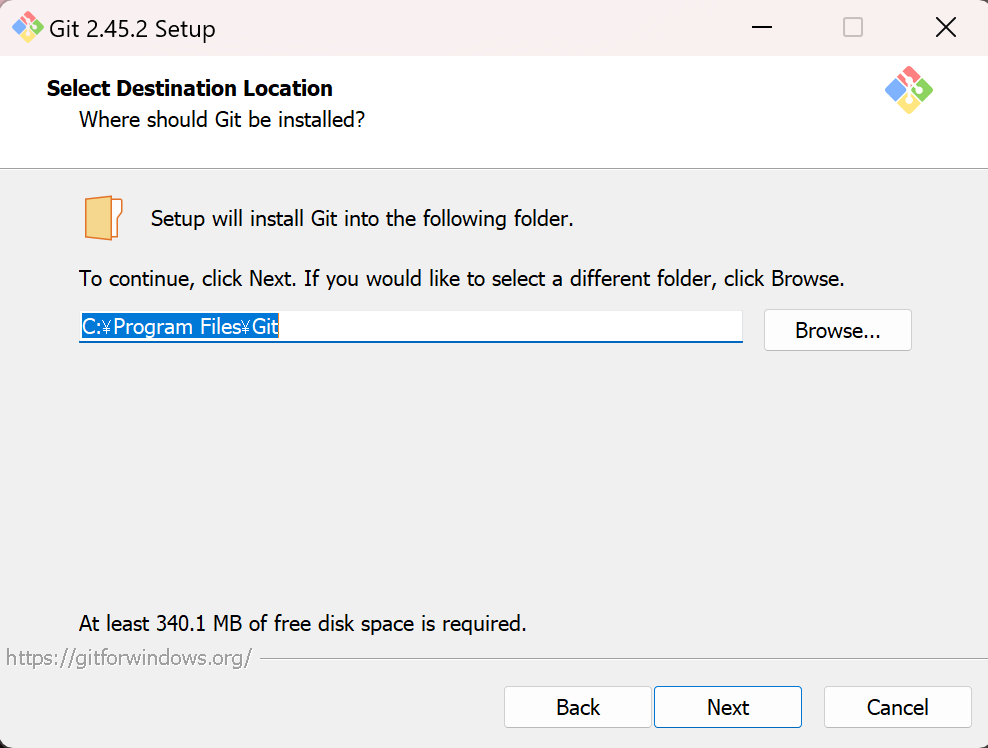 Git 2.45.2 Setup
Select Destination Location
Where should Git be installed?
Setup will install Git into the following folder.
To continue, click Next. If you would like to select a different folder, click Browse.
C:¥Program Files¥Git
Browse...
At least 340.1 MB of free disk space is required.
https://gitforwindows.org/
Back
Next
Cancel